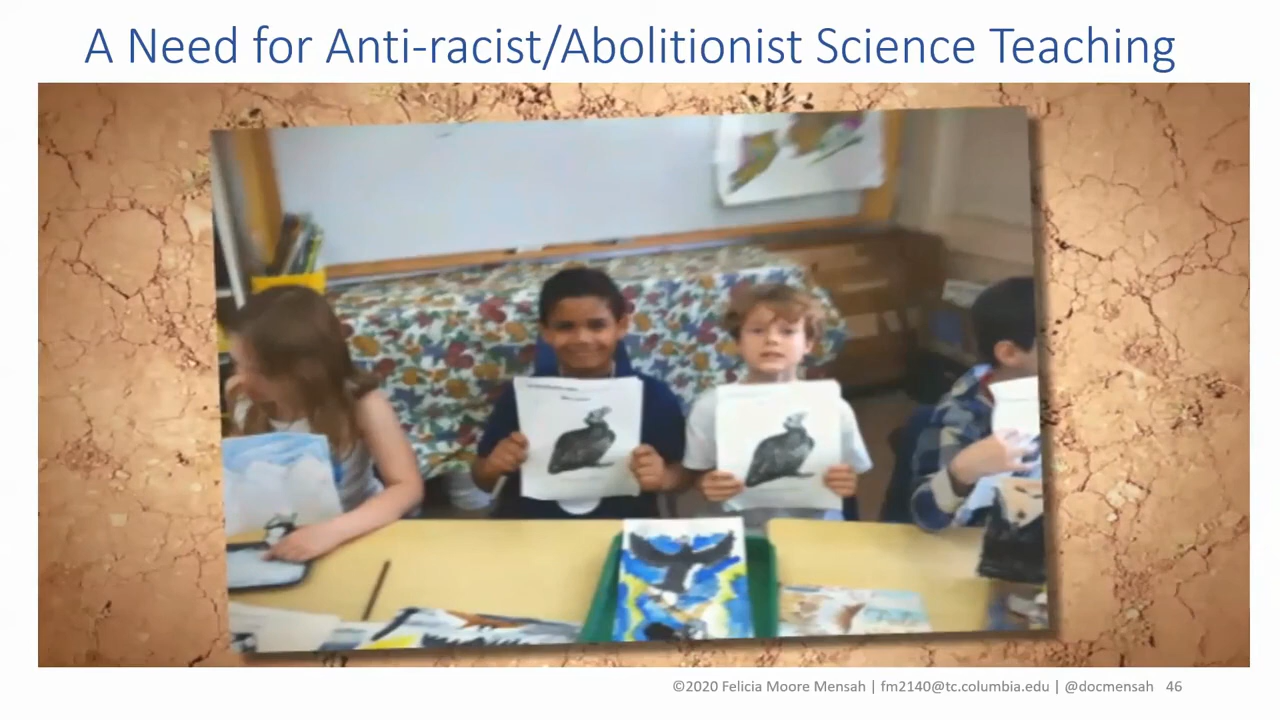 A Need for Anti-racist/Abolitionist Science Teaching
©2020 Felicia Moore Mensah | fm2140@tc.columbia.edu | @docmensah 46